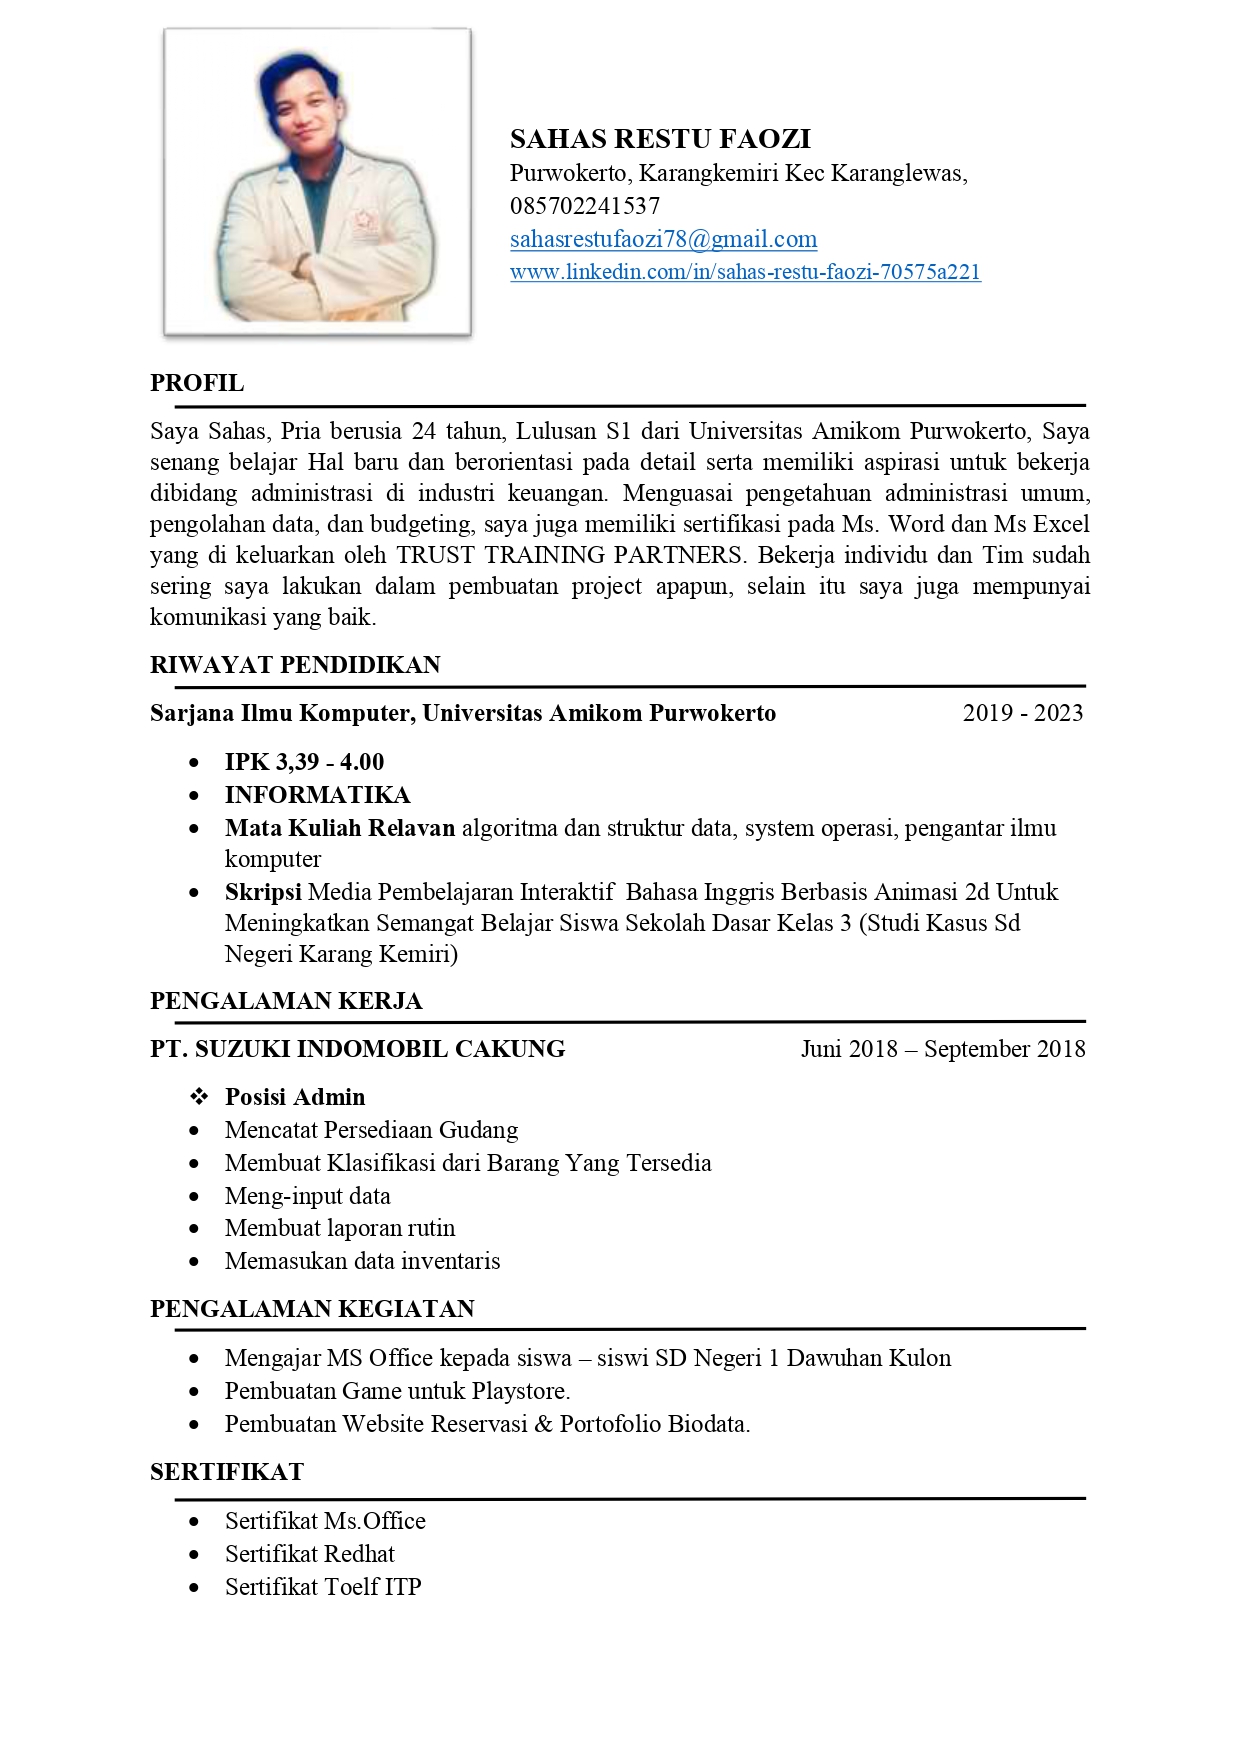 SAHAS RESTU FAOZI
Purwokerto, Karangkemiri Kec Karanglewas,
085702241537
sahasrestufaozi78@gmail.com
www.linkedin.com/in/sahas-restu-faozi-70575a221
PROFIL
Saya Sahas, Pria berusia 24 tahun, Lulusan S1 dari Universitas Amikom Purwokerto, Saya
senang belajar Hal baru dan berorientasi pada detail serta memiliki aspirasi untuk bekerja
dibidang administrasi di industri keuangan. Menguasai pengetahuan administrasi umum,
pengolahan data, dan budgeting, saya juga memiliki sertifikasi pada Ms. Word dan Ms Excel
yang di keluarkan oleh TRUST TRAINING PARTNERS. Bekerja individu dan Tim sudah
sering saya lakukan dalam pembuatan project apapun, selain itu saya juga mempunyai
komunikasi yang baik.
RIWAYAT PENDIDIKAN
Sarjana Ilmu Komputer, Universitas Amikom Purwokerto 2019 - 2023
• IPK 3,39 - 4.00
• INFORMATIKA
• Mata Kuliah Relavan algoritma dan struktur data, system operasi, pengantar ilmu
komputer
• Skripsi Media Pembelajaran Interaktif Bahasa Inggris Berbasis Animasi 2d Untuk
Meningkatkan Semangat Belajar Siswa Sekolah Dasar Kelas 3 (Studi Kasus Sd
Negeri Karang Kemiri)
PENGALAMAN KERJA
PT. SUZUKI INDOMOBIL CAKUNG Juni 2018 – September 2018
❖ Posisi Admin
• Mencatat Persediaan Gudang
• Membuat Klasifikasi dari Barang Yang Tersedia
• Meng-input data
• Membuat laporan rutin
• Memasukan data inventaris
PENGALAMAN KEGIATAN
• Mengajar MS Office kepada siswa – siswi SD Negeri 1 Dawuhan Kulon
• Pembuatan Game untuk Playstore.
• Pembuatan Website Reservasi & Portofolio Biodata.
SERTIFIKAT
• Sertifikat Ms.Office
• Sertifikat Redhat
• Sertifikat Toelf ITP